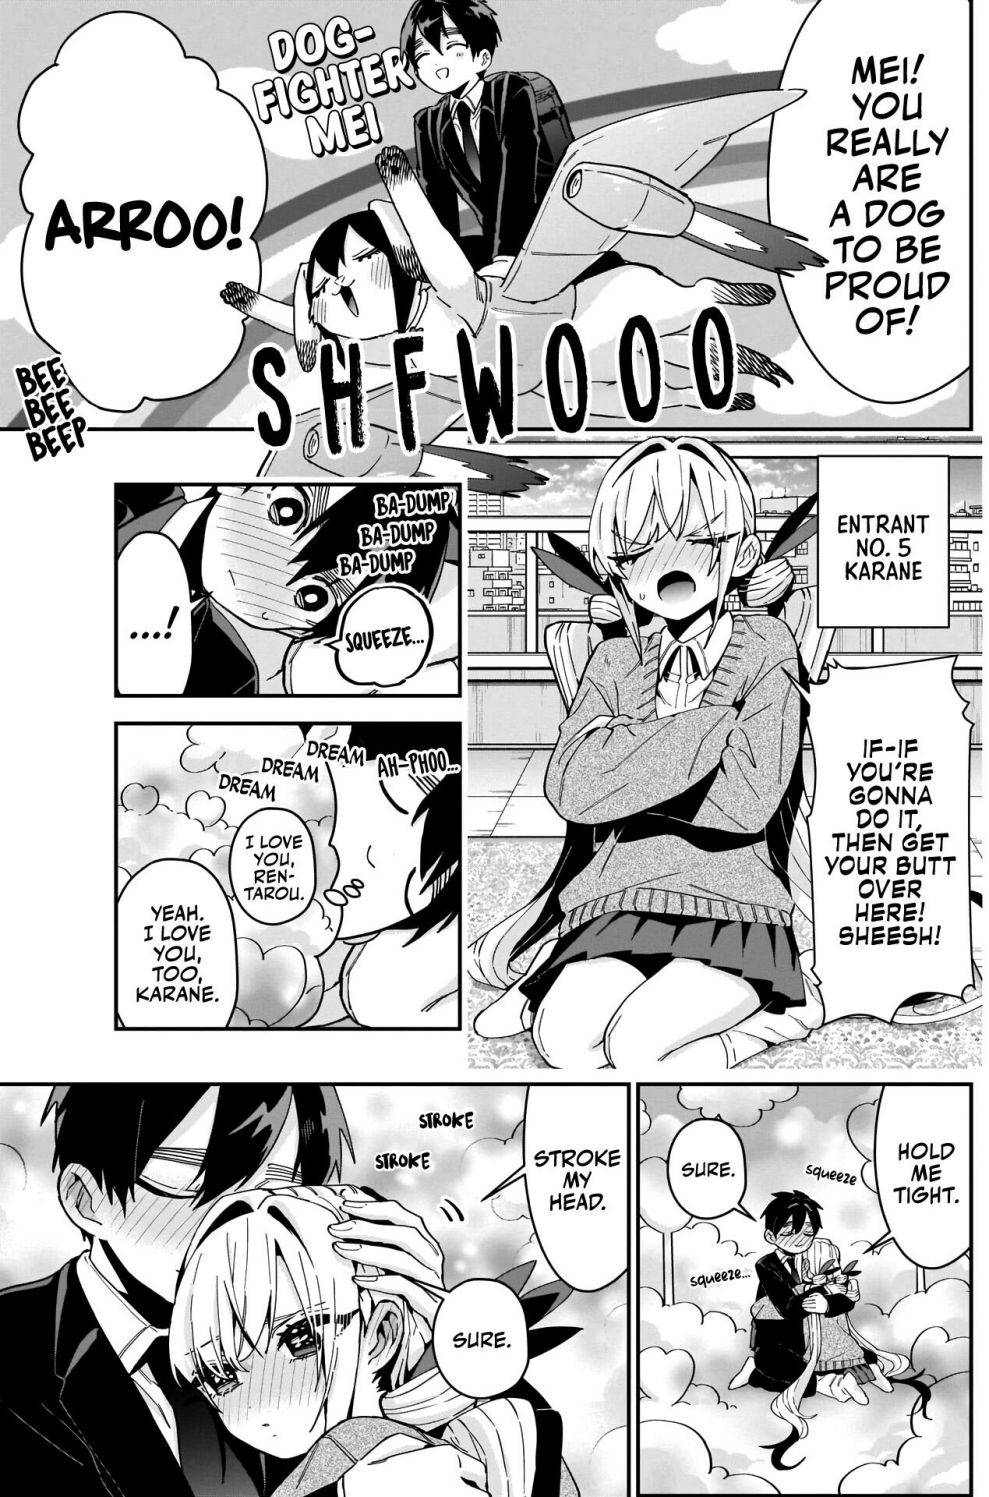 MEI!
YOU
REALLY
ARE
A DOG
TO BE
PROUD
OF!
DOG-
FIGHTER
MEI
ARROO!
SHFWOOO
BEE
BEE
BEEP
ENTRANT
NO. 5
KARANE
IF-IF
YOU'RE
GONNA
DO IT,
THEN GET
YOUR BUTT
OVER
HERE!
SHEESH!
BA-DUMP
BA-DUMP
BA-DUMP
SQUEEZE...
....!
AH-PHOO...
DREAM
DREAM
DREAM
I LOVE
YOU,
REN-
TAROU.
YEAH.
I LOVE
YOU,
TOO,
KARANE.
HOLD
ME
TIGHT.
SURE.
squeeze
squeeze...
STROKE
MY
HEAD.
STROKE
STROKE
SURE.